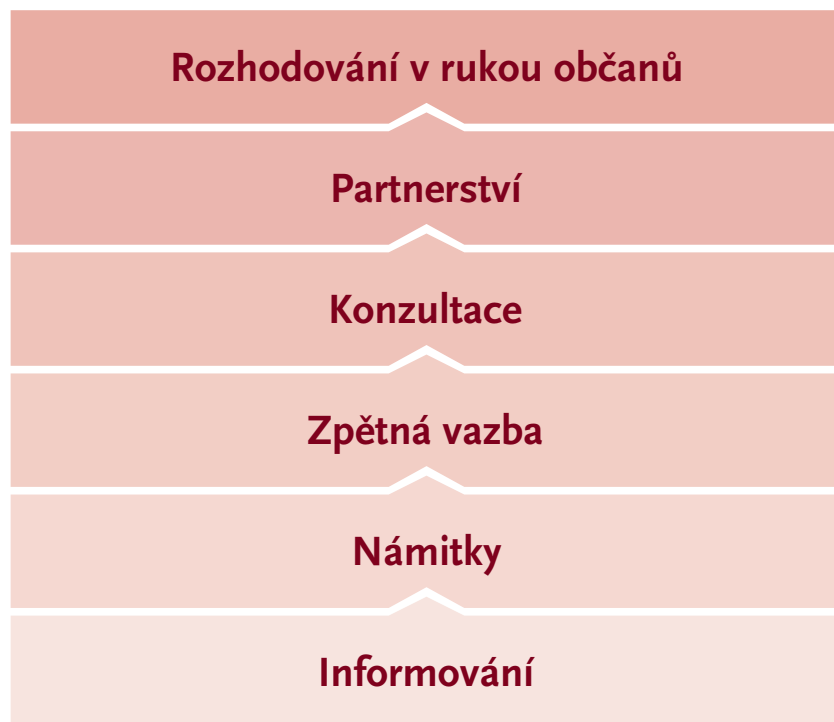 Rozhodování v rukou občanů
Partnerství
Konzultace
Zpětná vazba
Námitky
Informování